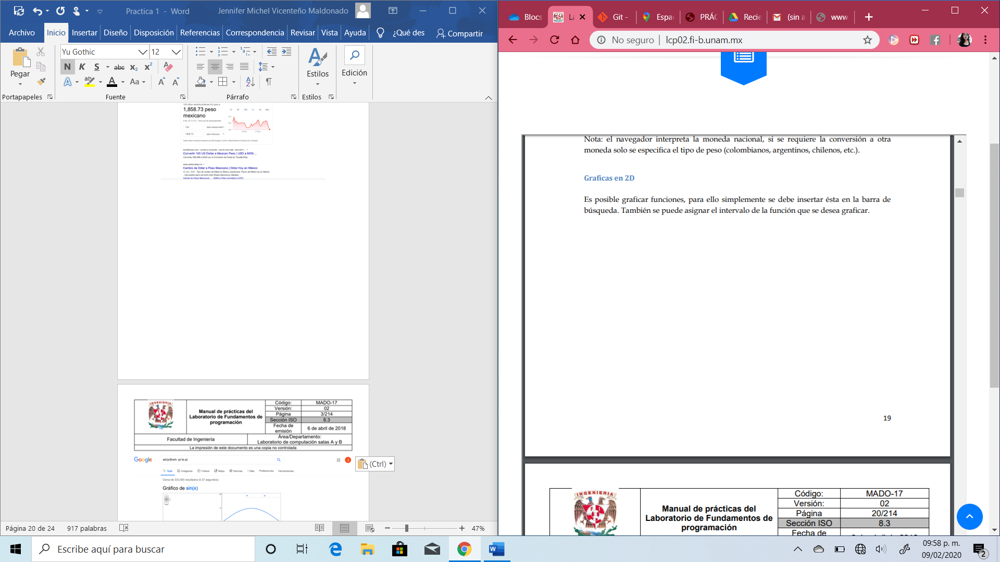 Practica 1 - Word
Jennifer Michel Vicenteño Maldonado
Archivo Inicio Insertar Diseño Disposición Referencias Correspondencia Revisar Vista Ayuda ¿Qué des Compartir
Yu Gothic 12
Pegar
N K S abc x₂ x²
A ab A Aa A A
Estilos
Edición
Portapapeles Fuente Párrafo Estilos
1,858.73 peso
mexicano
Convertir 100 US Dollar a Mexican Peso | USD a MXN ...
Cambio de Dólar a Peso Mexicano | Dólar Hoy en México
INGENIERIA
Manual de prácticas del
Laboratorio de Fundamentos de
programación
Código: MADO-17
Versión: 02
Página 3/214
Sección ISO 8.3
Fecha de
emisión 6 de abril de 2018
Facultad de Ingeniería
Área/Departamento:
Laboratorio de computación salas A y B
La impresión de este documento es una copia no controlada
Google
sin(x)from -pi to pi
Todo Imágenes Videos Maps Noticias Más Preferencias Herramientas
Cerca de 333,000 resultados (0.37 segundos)
Gráfico de sin(x)
(Ctrl)
Página 20 de 24 917 palabras 47%
Blocs
La
Git -
Espa
PRÁC
Recie
(sin a
www
No seguro | lcp02.fi-b.unam.mx
Nota: el navegador interpreta la moneda nacional, si se requiere la conversión a otra
moneda solo se especifica el tipo de peso (colombianos, argentinos, chilenos, etc.).
Graficas en 2D
Es posible graficar funciones, para ello simplemente se debe insertar ésta en la barra de
búsqueda. También se puede asignar el intervalo de la función que se desea graficar.
19
INGENIERIA
Manual de prácticas del
Laboratorio de Fundamentos de
programación
Código: MADO-17
Versión: 02
Página 20/214
Sección ISO 8.3
Fecha de
Escribe aquí para buscar
09:58 p. m.
09/02/2020
2